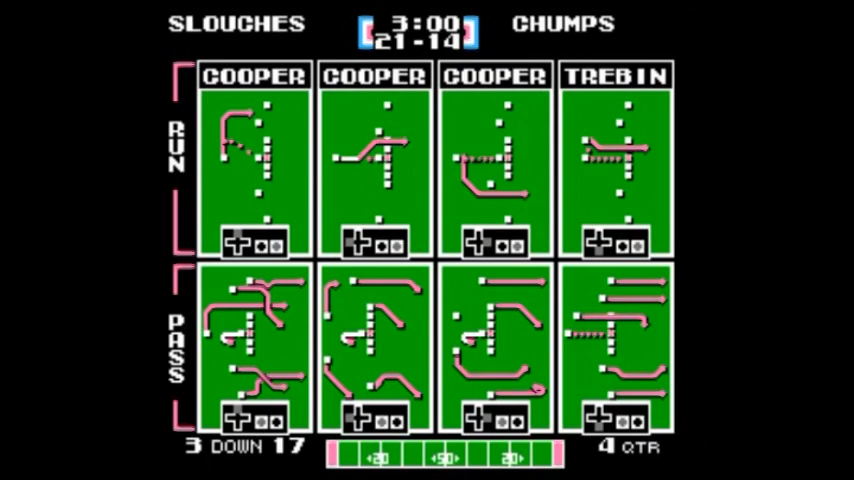 SLOUCHES 3:00 CHUMPS
21-14
COOPER COOPER COOPER TREBIN
RUN
PASS
3 DOWN 17 4 QTR
20 50 20